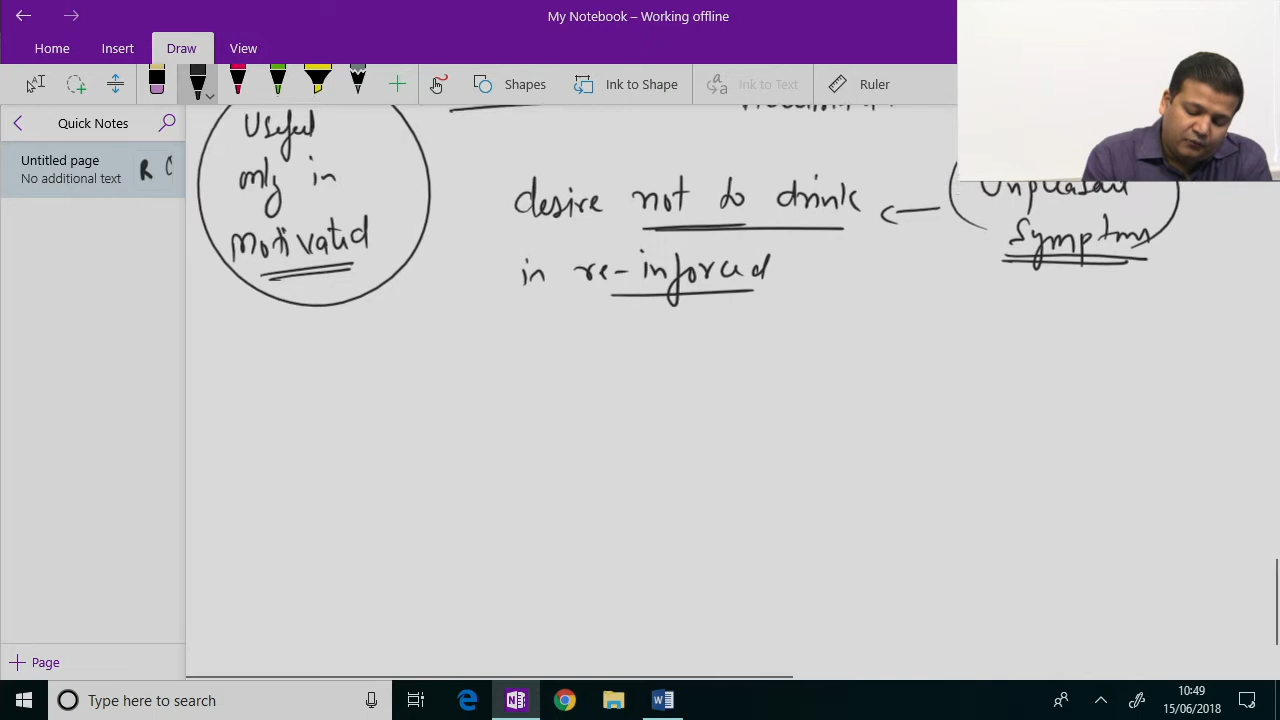 My Notebook – Working offline
Home Insert Draw View
Shapes Ink to Shape Ink to Text Ruler
Quick Notes
Untitled page
No additional text
Useful
only in
motivated
desire not to drink
in re-inforced
Unpleasant
Symptms
Page
Type here to search
10:49
15/06/2018